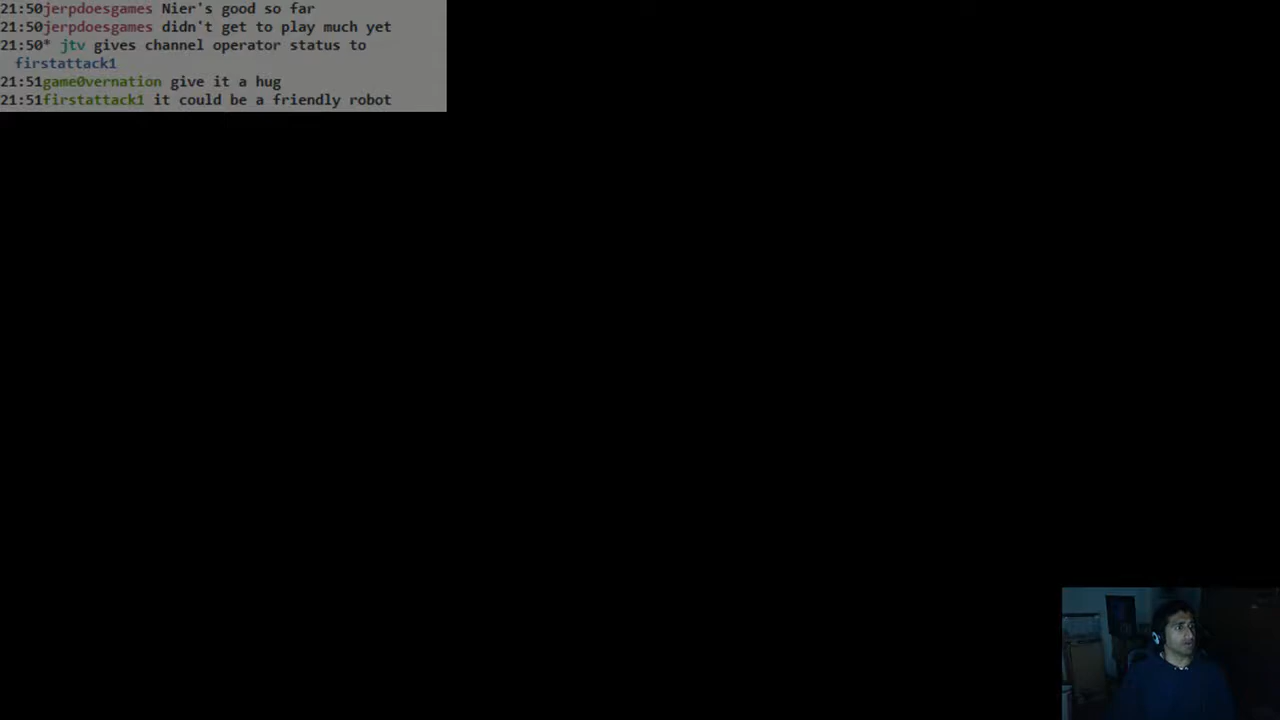 21:50jerpdoesgames Nier's good so far
21:50jerpdoesgames didn't get to play much yet
21:50* jtv gives channel operator status to
firstattack1
21:51game0vernation give it a hug
21:51firstattack1 it could be a friendly robot